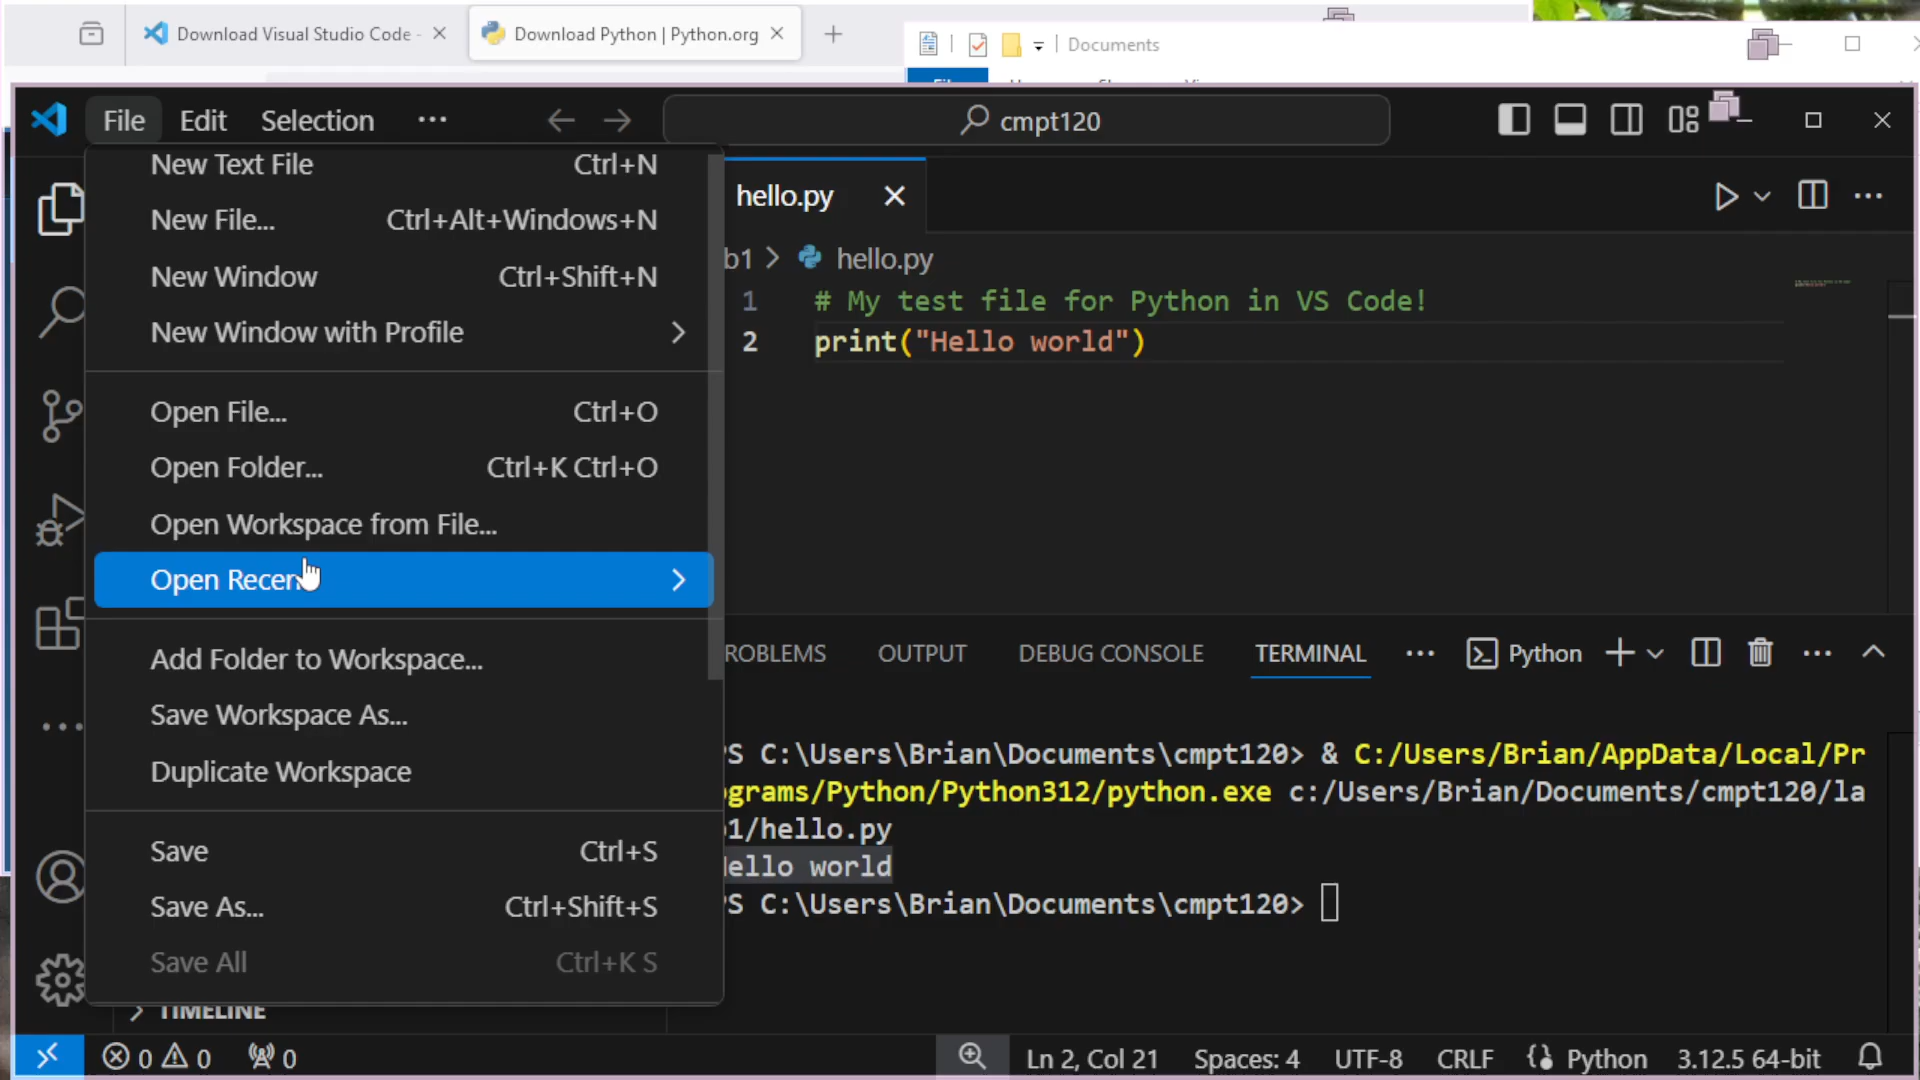 Download Visual Studio Code -
Download Python | Python.org
Documents
File Edit Selection
cmpt120
New Text File Ctrl+N
New File... Ctrl+Alt+Windows+N
New Window Ctrl+Shift+N
New Window with Profile
Open File... Ctrl+O
Open Folder... Ctrl+K Ctrl+O
Open Workspace from File...
Open Recen
Add Folder to Workspace...
Save Workspace As...
Duplicate Workspace
Save Ctrl+S
Save As... Ctrl+Shift+S
Save All Ctrl+K S
TIMELINE
hello.py
b1 > hello.py
1 # My test file for Python in VS Code!
2 print("Hello world")
ROBLEMS OUTPUT DEBUG CONSOLE TERMINAL Python
S C:\Users\Brian\Documents\cmpt120> & C:/Users/Brian/AppData/Local/Pr
grams/Python/Python312/python.exe c:/Users/Brian/Documents/cmpt120/la
1/hello.py
ello world
S C:\Users\Brian\Documents\cmpt120>
0 0 0 Ln 2, Col 21 Spaces: 4 UTF-8 CRLF Python 3.12.5 64-bit